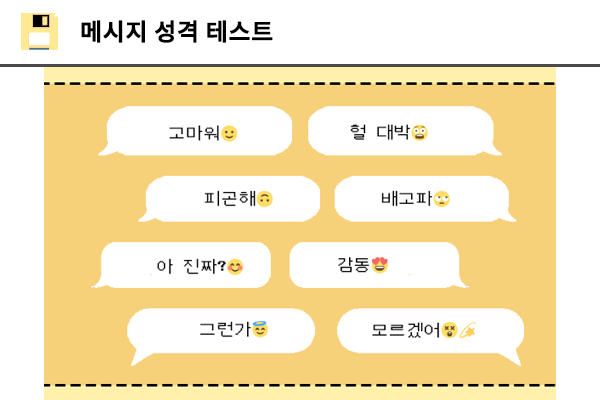 메시지 성격 테스트
고마워😉 헐 대박😳
피곤해🙃 배고파🙄
아 진짜?😊 감동😍
그런가😇 모르겠어😵💫